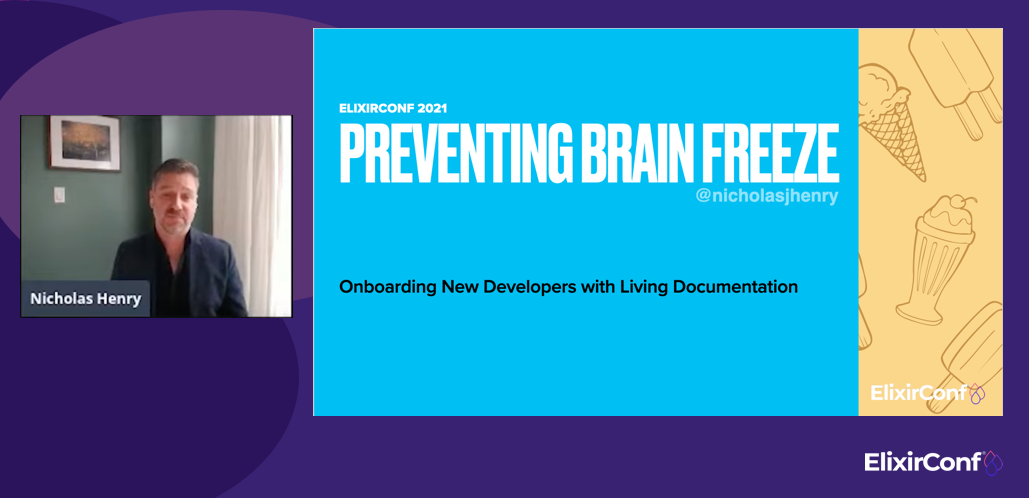 ELIXIRCONF 2021
PREVENTING BRAIN FREEZE
@nicholasjhenry
Nicholas Henry
Onboarding New Developers with Living Documentation
ElixirConf
ElixirConf